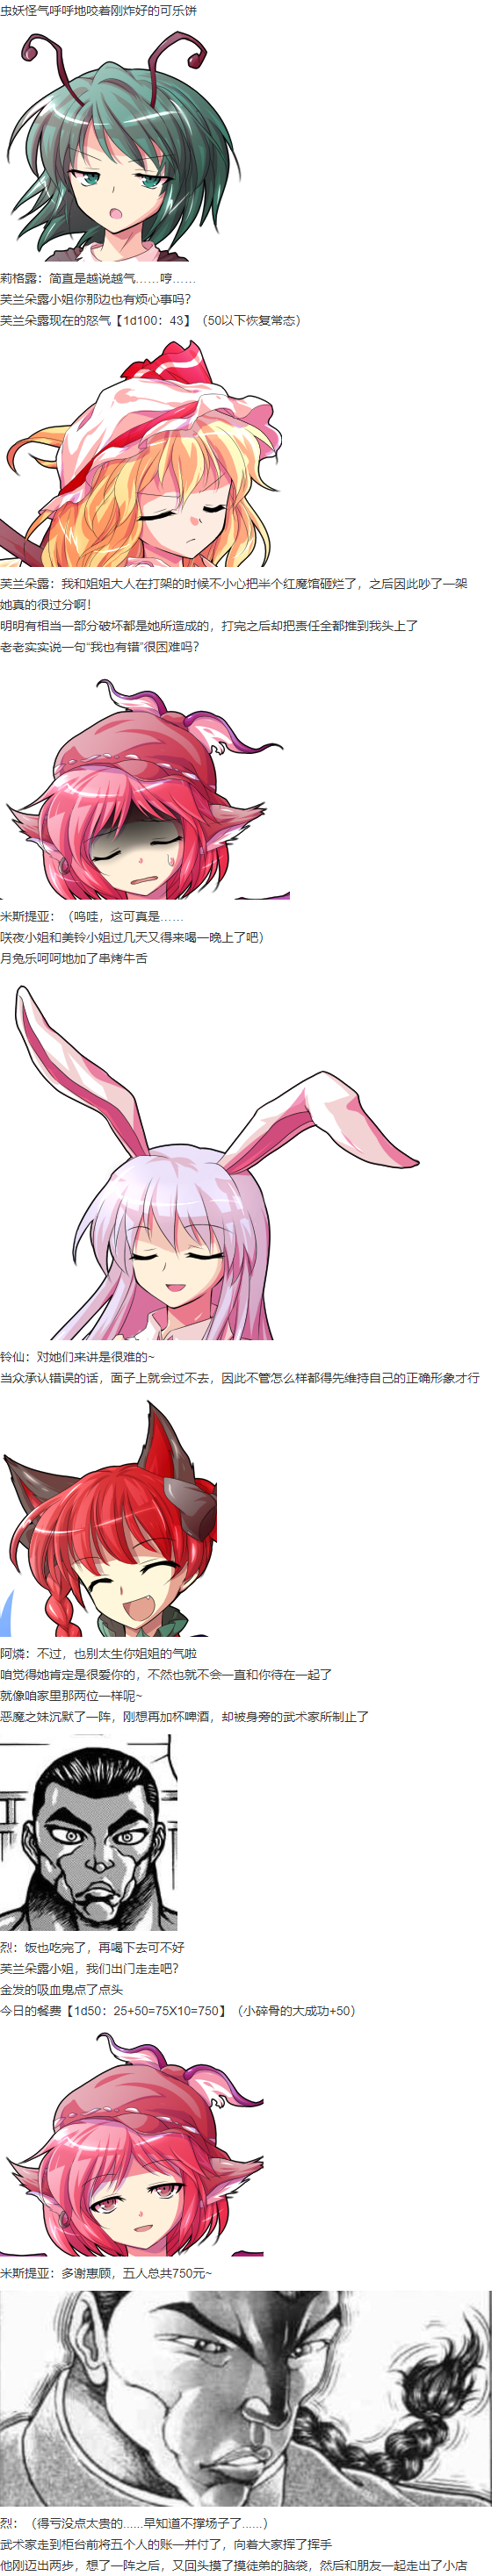 虫妖怪气呼呼地咬着刚炸好的可乐饼
莉格露：简直是越说越气……哼……
芙兰朵露小姐你那边也有烦心事吗？
芙兰朵露现在的怒气【1d100：43】（50以下恢复常态）
芙兰朵露：我和姐姐大人在打架的时候不小心把半个红魔馆砸烂了，之后因此吵了一架
她真的很过分啊！
明明有相当一部分破坏都是她所造成的，打完之后却把责任全都推到我头上了
老老实实说一句“我也有错”很困难吗？
米斯提亚：（呜哇，这可真是……
咲夜小姐和美铃小姐过几天又得来喝一晚上了吧）
月兔乐呵呵地加了串烤牛舌
铃仙：对她们来讲是很难的~
当众承认错误的话，面子上就会过不去，因此不管怎么样都得先维持自己的正确形象才行
阿燐：不过，也别太生你姐姐的气啦
咱觉得她肯定是很爱你的，不然也就不会一直和你待在一起了
就像咱家里那两位一样呢~
恶魔之妹沉默了一阵，刚想再加杯啤酒，却被身旁的武术家所制止了
烈：饭也吃完了，再喝下去可不好
芙兰朵露小姐，我们出门走走吧？
金发的吸血鬼点了点头
今日的餐费【1d50：25+50=75X10=750】（小碎骨的大成功+50）
米斯提亚：多谢惠顾，五人总共750元~
烈：（得亏没点太贵的......早知道不撑场子了......）
武术家走到柜台前将五个人的账一并付了，向着大家挥了挥手
他刚迈出两步，想了一阵之后，又回头摸了摸徒弟的脑袋，然后和朋友一起走出了小店